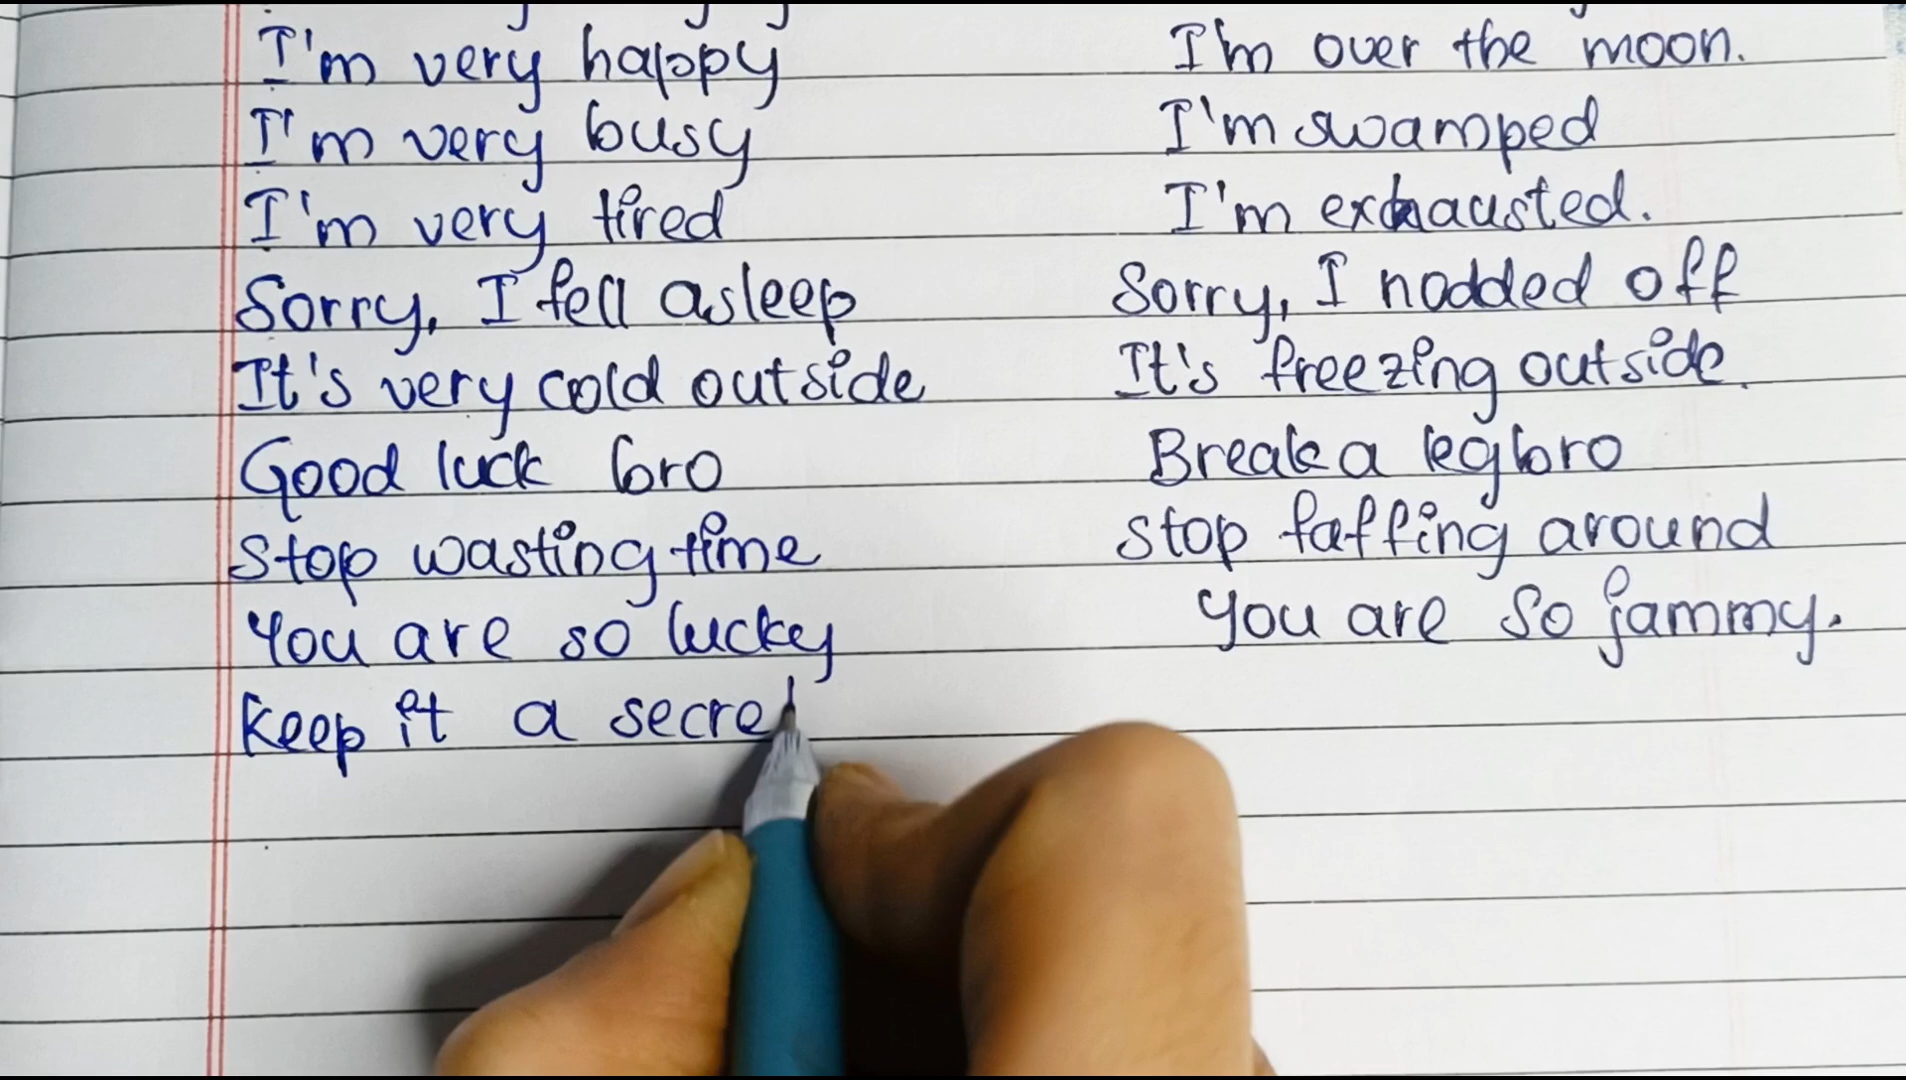 I'm very happy I'm over the moon.
I'm very busy I'm swamped
I'm very tired I'm exhausted.
Sorry, I fell asleep Sorry, I nodded off
It's very cold outside It's freezing outside.
Good luck bro Break a leg bro
Stop wasting time Stop faffing around
You are so lucky You are so jammy.
Keep it a secret